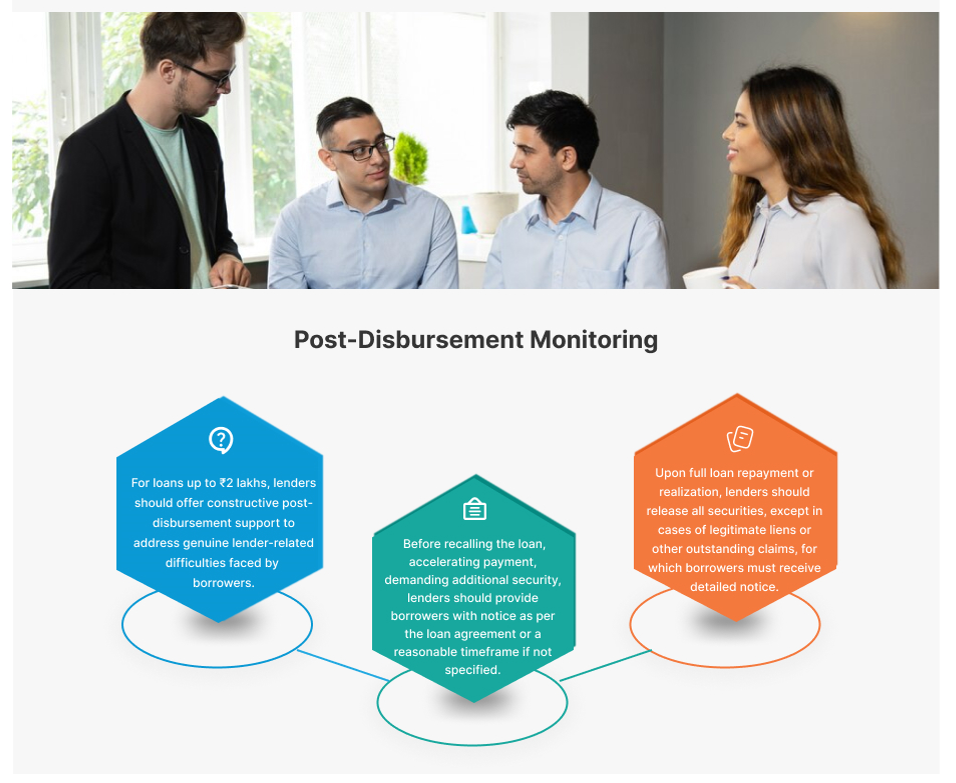 Post-Disbursement Monitoring
For loans up to ₹2 lakhs, lenders
should offer constructive post-
disbursement support to
address genuine lender-related
difficulties faced by
borrowers.
Before recalling the loan,
accelerating payment,
demanding additional security,
lenders should provide
borrowers with notice as per
the loan agreement or a
reasonable timeframe if not
specified.
Upon full loan repayment or
realization, lenders should
release all securities, except in
cases of legitimate liens or
other outstanding claims, for
which borrowers must receive
detailed notice.